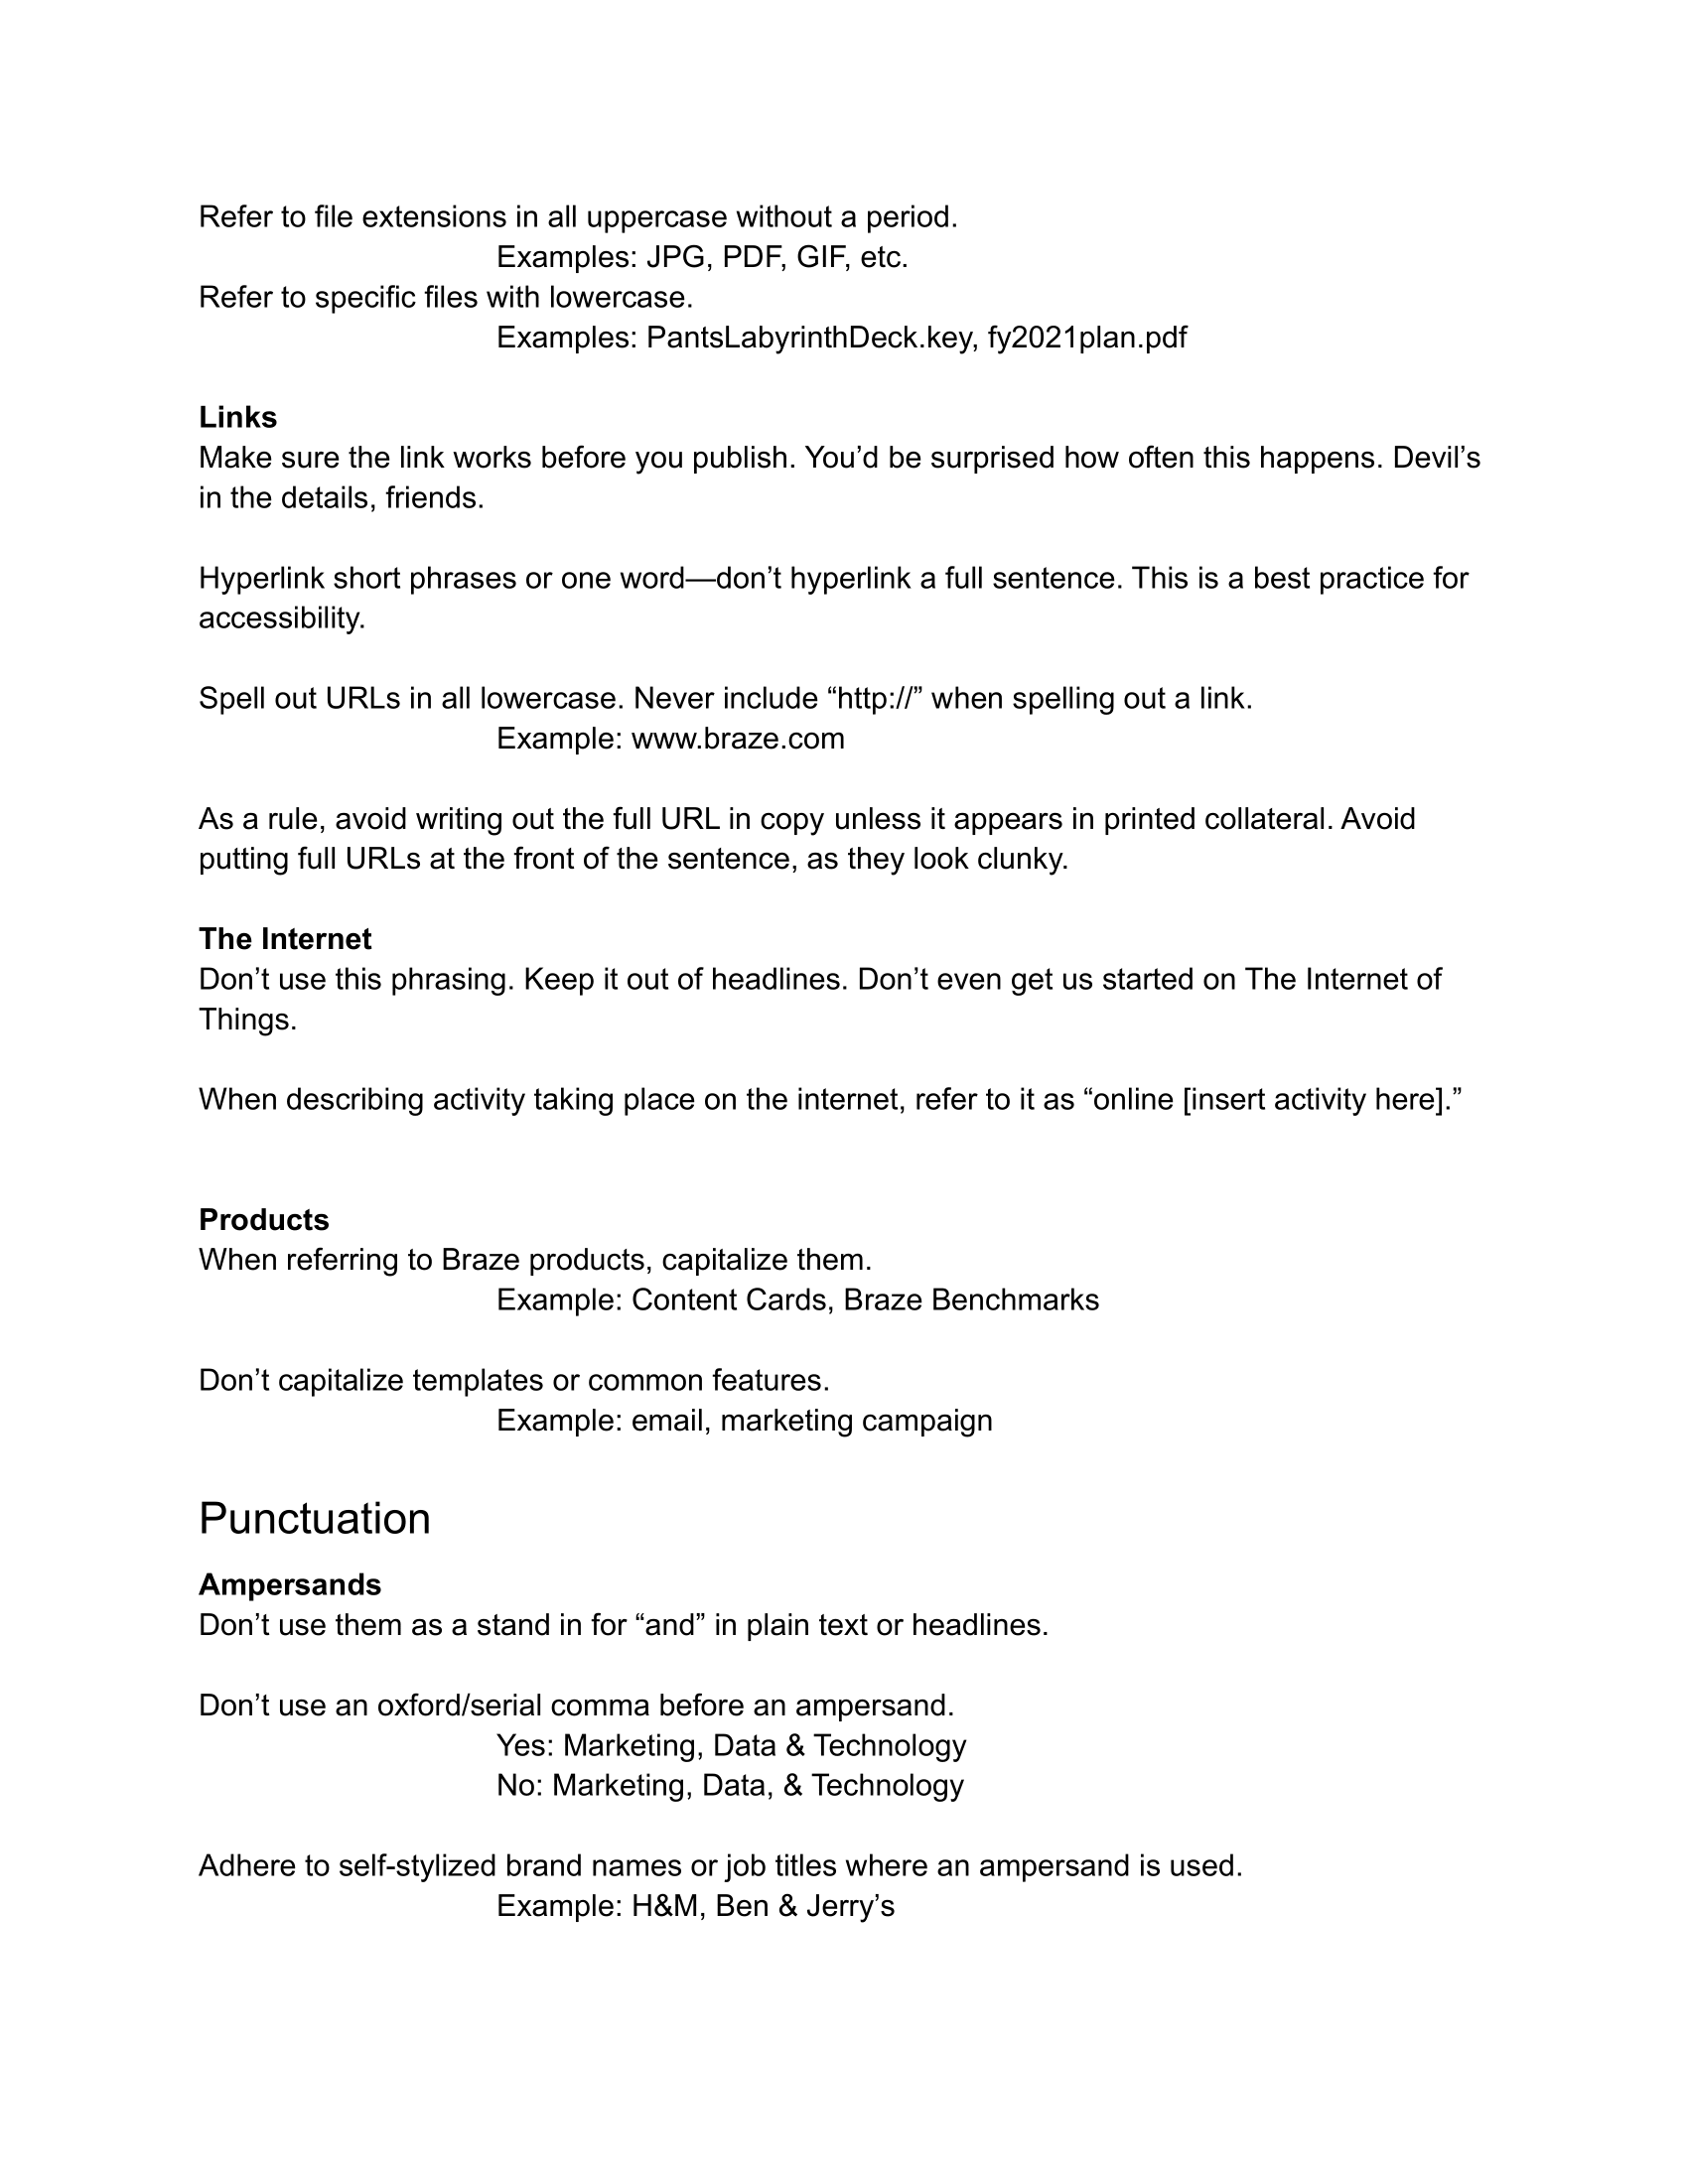 Refer to file extensions in all uppercase without a period.
Examples: JPG, PDF, GIF, etc.
Refer to specific files with lowercase.
Examples: PantsLabyrinthDeck.key, fy2021plan.pdf
Links
Make sure the link works before you publish. You’d be surprised how often this happens. Devil’s
in the details, friends.
Hyperlink short phrases or one word—don’t hyperlink a full sentence. This is a best practice for
accessibility.
Spell out URLs in all lowercase. Never include “http://” when spelling out a link.
Example: www.braze.com
As a rule, avoid writing out the full URL in copy unless it appears in printed collateral. Avoid
putting full URLs at the front of the sentence, as they look clunky.
The Internet
Don’t use this phrasing. Keep it out of headlines. Don’t even get us started on The Internet of
Things.
When describing activity taking place on the internet, refer to it as “online [insert activity here].”
Products
When referring to Braze products, capitalize them.
Example: Content Cards, Braze Benchmarks
Don’t capitalize templates or common features.
Example: email, marketing campaign
Punctuation
Ampersands
Don’t use them as a stand in for “and” in plain text or headlines.
Don’t use an oxford/serial comma before an ampersand.
Yes: Marketing, Data & Technology
No: Marketing, Data, & Technology
Adhere to self-stylized brand names or job titles where an ampersand is used.
Example: H&M, Ben & Jerry’s